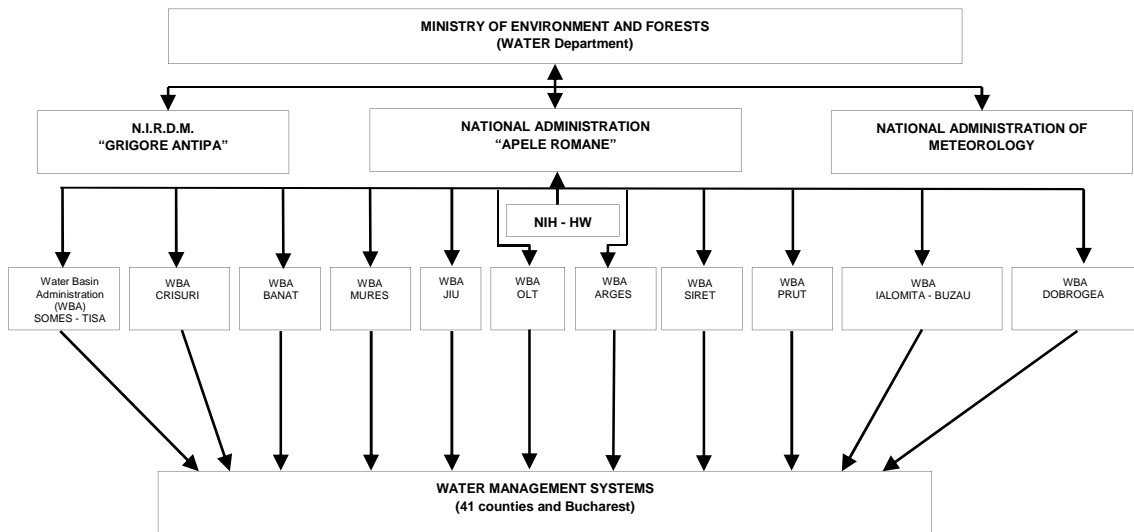 MINISTRY OF ENVIRONMENT AND FORESTS
(WATER Department)
N.I.R.D.M.
“GRIGORE ANTIPA”
NATIONAL ADMINISTRATION
“APELE ROMANE”
NATIONAL ADMINISTRATION OF
METEOROLOGY
NIH - HW
Water Basin
Administration
(WBA)
SOMES - TISA
WBA
CRISURI
WBA
BANAT
WBA
MURES
WBA
JIU
WBA
OLT
WBA
ARGES
WBA
SIRET
WBA
PRUT
WBA
IALOMITA - BUZAU
WBA
DOBROGEA
WATER MANAGEMENT SYSTEMS
(41 counties and Bucharest)